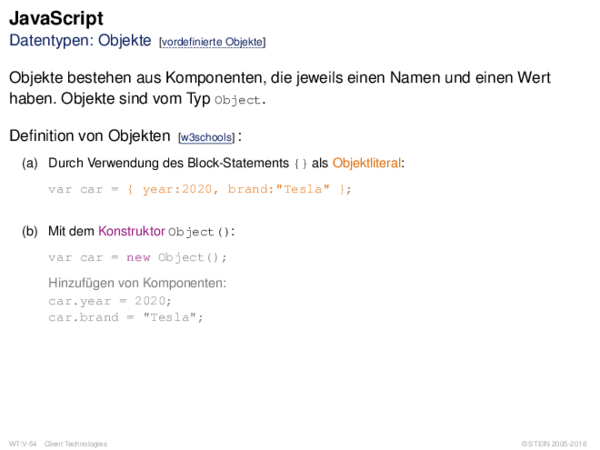 JavaScript
Datentypen: Objekte [vordefinierte Objekte]
Objekte bestehen aus Komponenten, die jeweils einen Namen und einen Wert
haben. Objekte sind vom Typ Object.
Definition von Objekten [w3schools] :
(a) Durch Verwendung des Block-Statements {} als Objektliteral:
var car = { year:2020, brand:"Tesla" };
(b) Mit dem Konstruktor Object():
var car = new Object();
Hinzufügen von Komponenten:
car.year = 2020;
car.brand = "Tesla";
WT:V-54 Client Technologies © STEIN 2005-2018